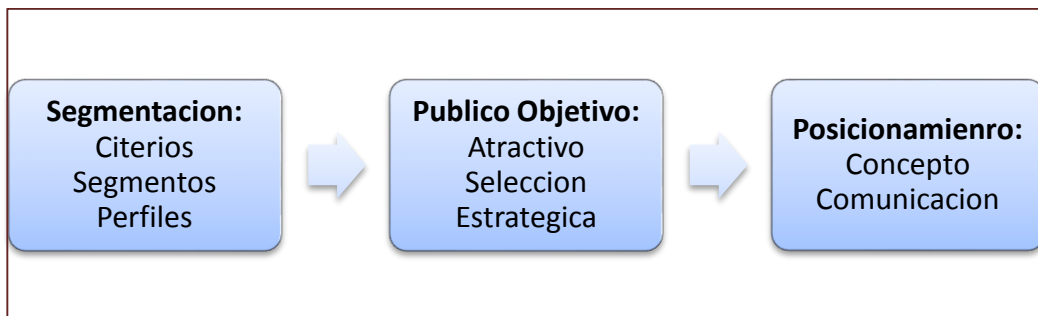 Segmentacion:
Citerios
Segmentos
Perfiles
Publico Objetivo:
Atractivo
Seleccion
Estrategica
Posicionamienro:
Concepto
Comunicacion